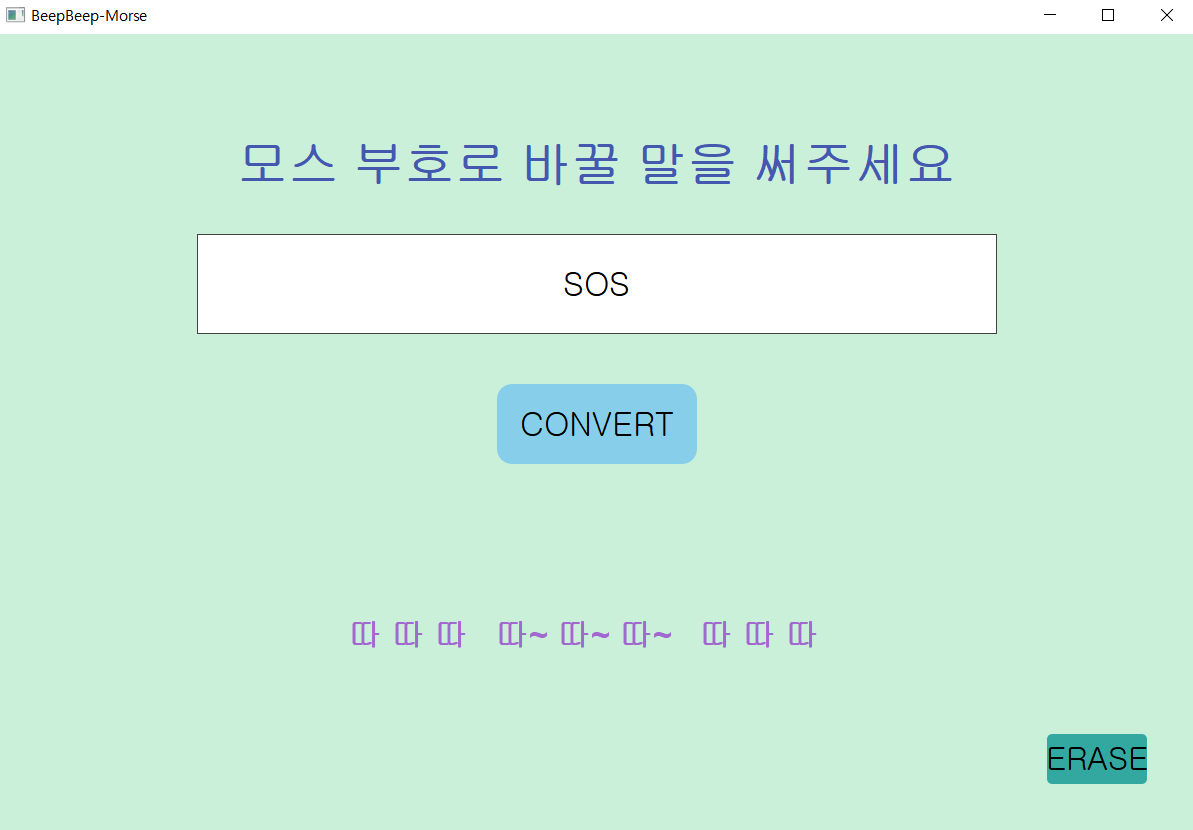 BeepBeep-Morse
모스 부호로 바꿀 말을 써주세요
SOS
CONVERT
따 따 따 따~ 따~ 따~ 따 따 따
ERASE